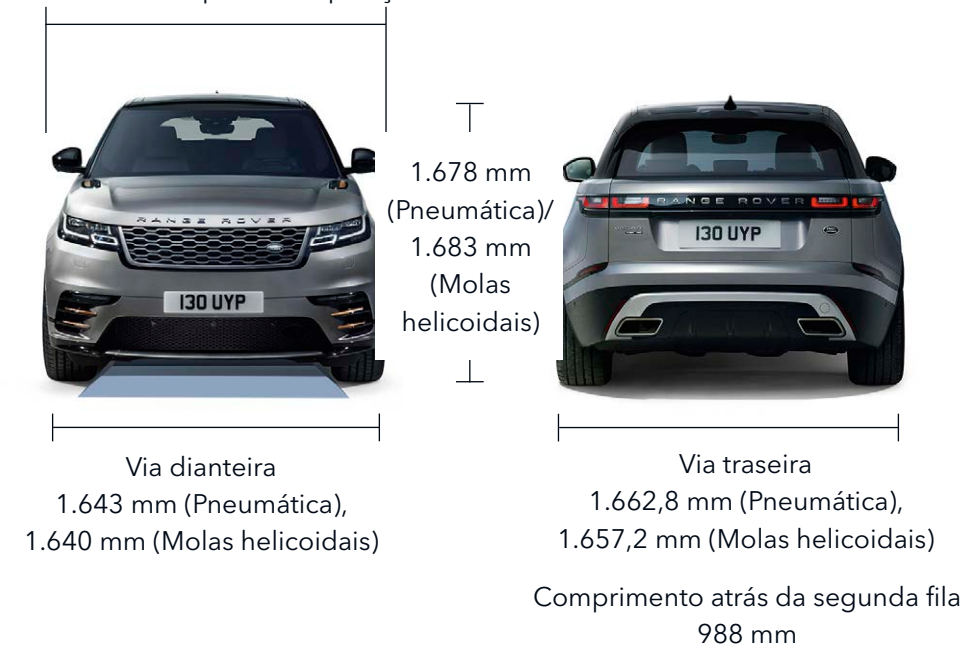 1.678 mm
(Pneumática)/
1.683 mm
(Molas
helicoidais)
RANGE ROVER
130 UYP
RANGE ROVER
130 UYP
Via dianteira
1.643 mm (Pneumática),
1.640 mm (Molas helicoidais)
Via traseira
1.662,8 mm (Pneumática),
1.657,2 mm (Molas helicoidais)
Comprimento atrás da segunda fila
988 mm